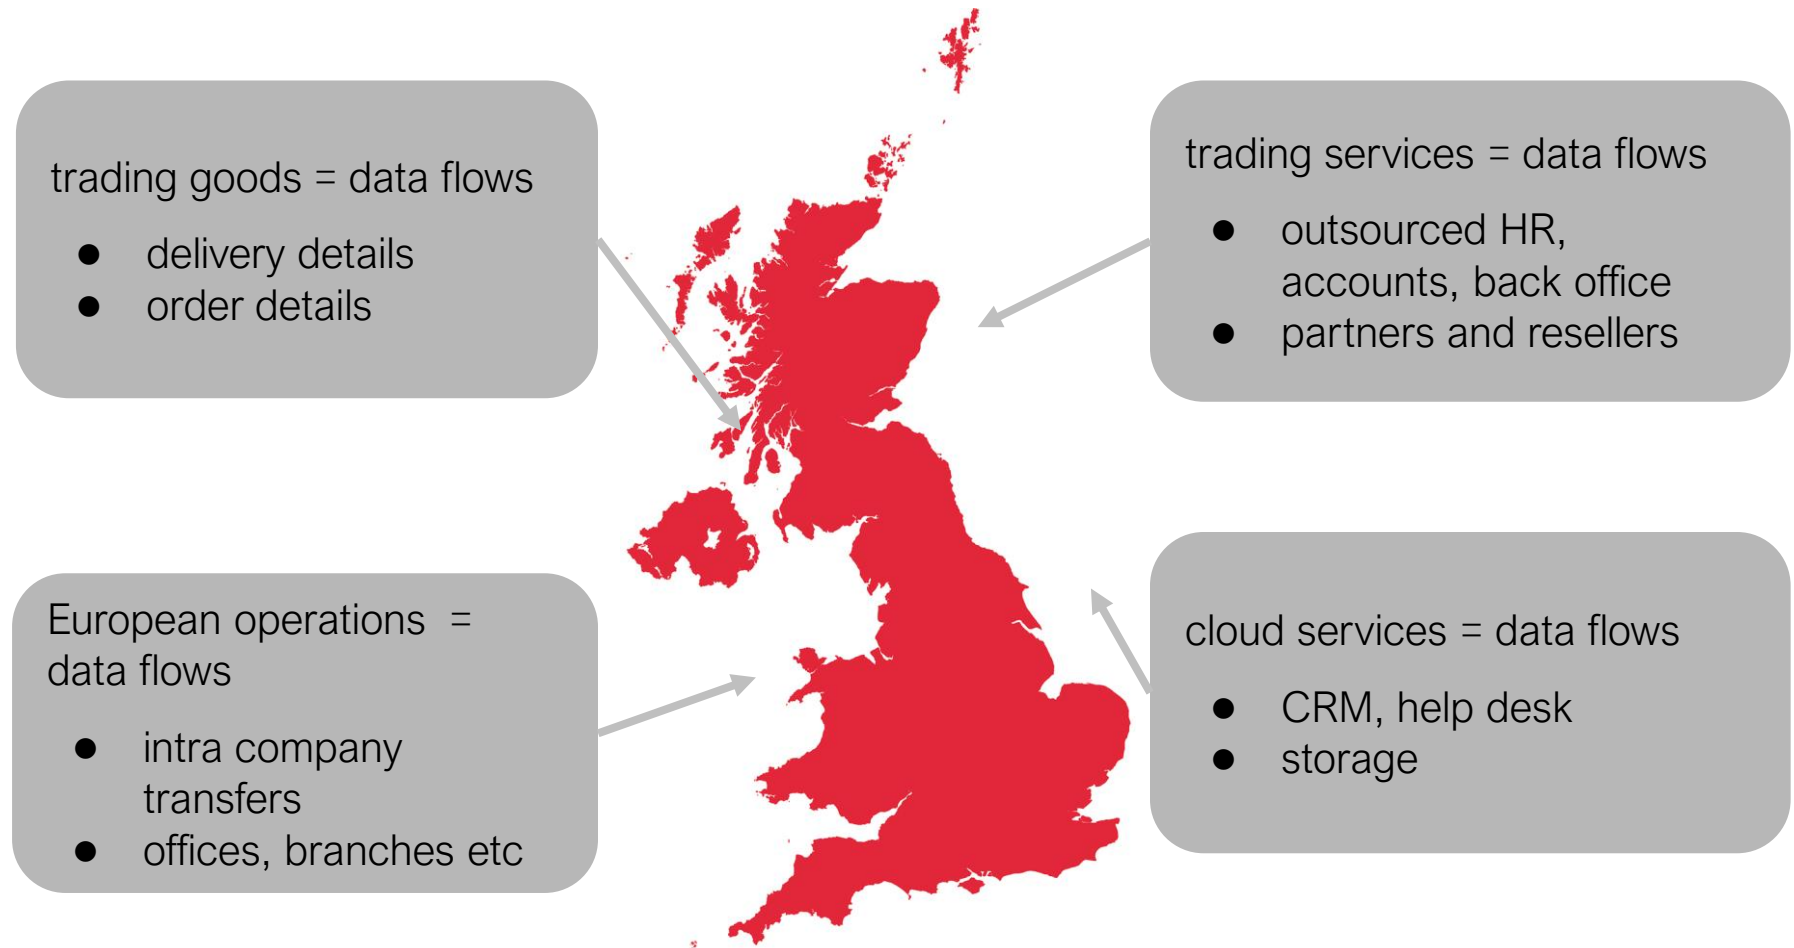 trading goods = data flows
● delivery details
● order details
trading services = data flows
● outsourced HR,
accounts, back office
● partners and resellers
European operations  =
data flows
● intra company
transfers
● offices, branches etc
cloud services = data flows
● CRM, help desk
● storage